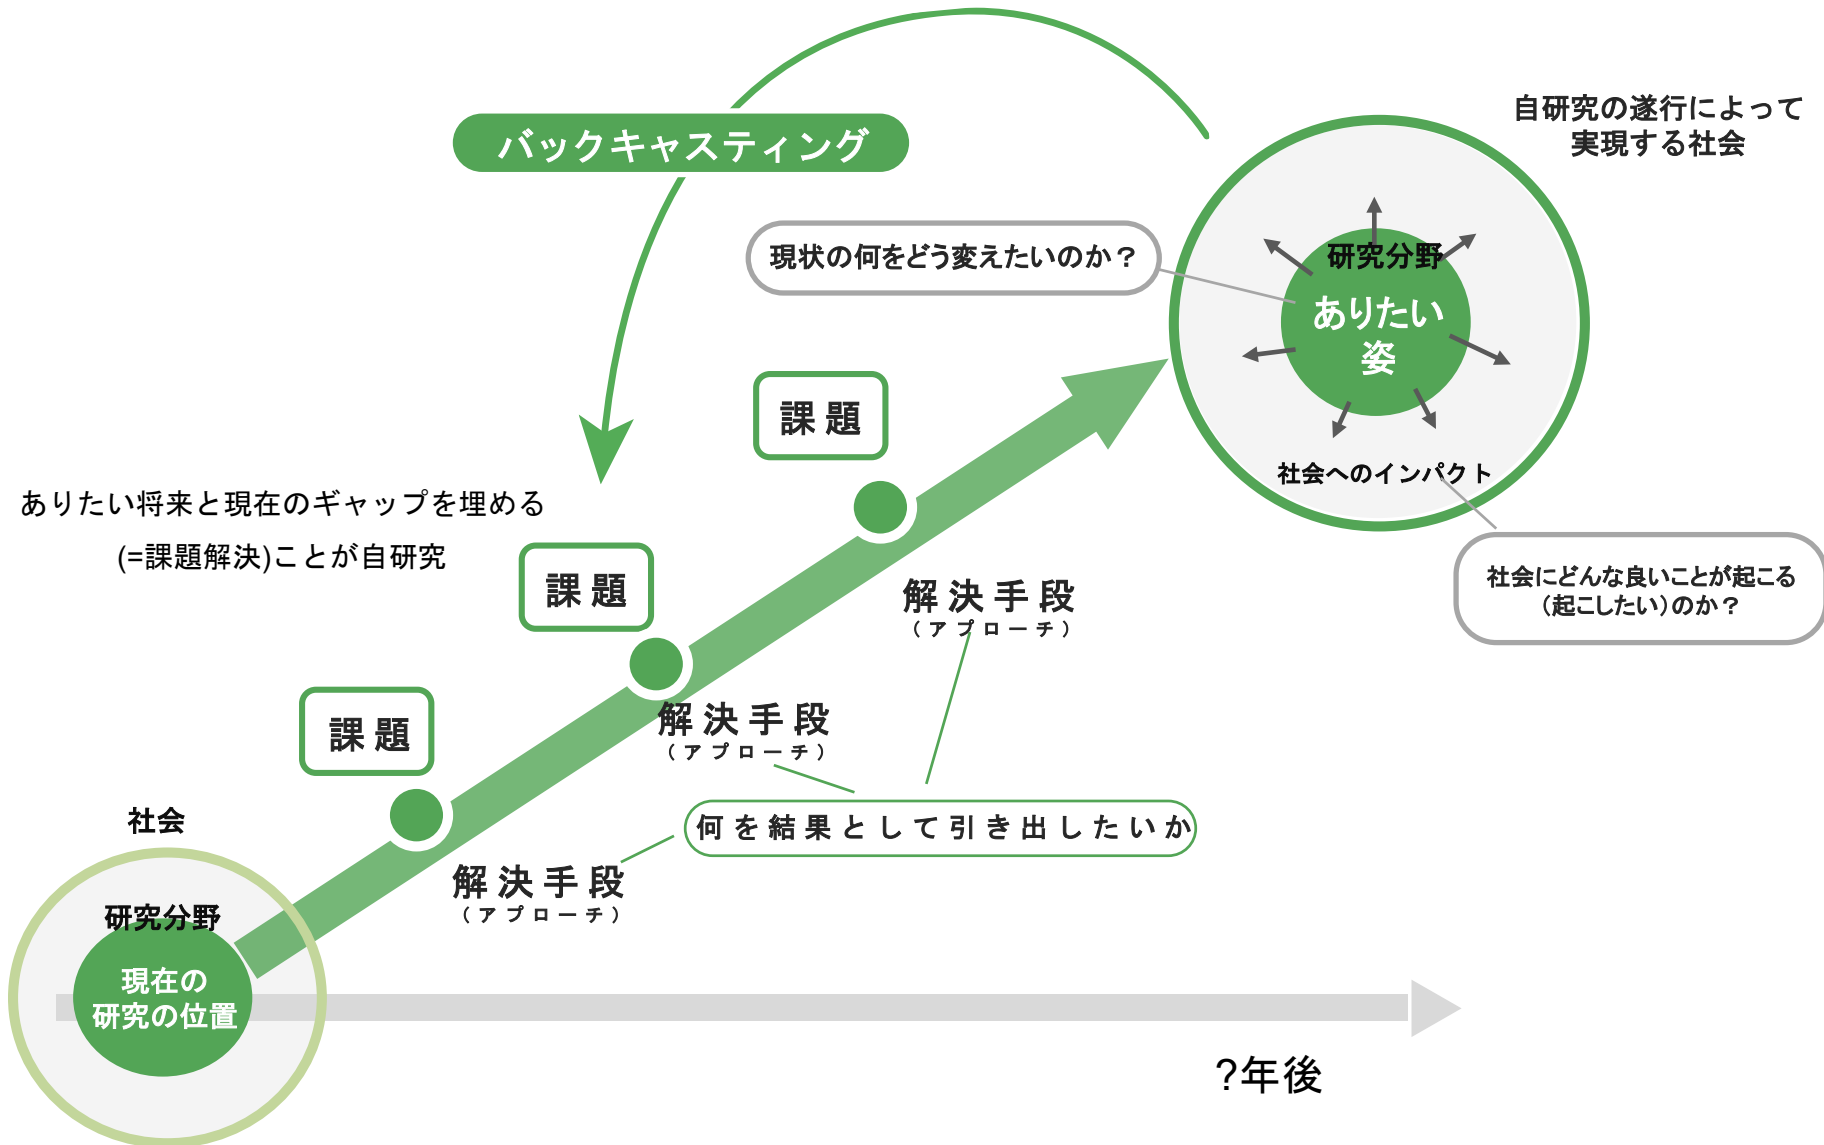 自研究の遂行によって
実現する社会
バックキャスティング
現状の何をどう変えたいのか？
研究分野
ありたい
姿
社会へのインパクト
課題
ありたい将来と現在のギャップを埋める
(=課題解決)ことが自研究
課題
解決手段
（アプローチ）
社会にどんな良いことが起こる
（起こしたい）のか？
課題
解決手段
（アプローチ）
何を結果として引き出したいか
社会
解決手段
（アプローチ）
研究分野
現在の
研究の位置
?年後